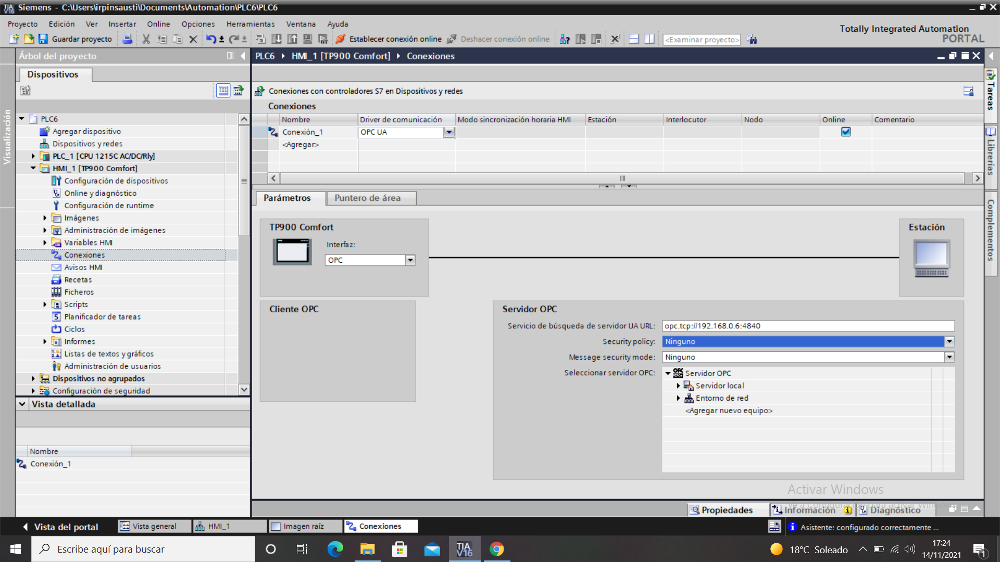 TIA V16 Siemens - C:\Users\irpinsausti\Documents\Automation\PLC6\PLC6
Proyecto Edición Ver Insertar Online Opciones Herramientas Ventana Ayuda
Totally Integrated Automation
PORTAL
Guardar proyecto Establecer conexión online Deshacer conexión online <Examinar proyecto>
Árbol del proyecto
PLC6 HMI_1 [TP900 Comfort] Conexiones
Dispositivos
Visualización
PLC6
Agregar dispositivo
Dispositivos y redes
PLC_1 [CPU 1215C AC/DC/Rly]
HMI_1 [TP900 Comfort]
Configuración de dispositivos
Online y diagnóstico
Configuración de runtime
Imágenes
Administración de imágenes
Variables HMI
Conexiones
Avisos HMI
Recetas
Ficheros
Scripts
Planificador de tareas
Ciclos
Informes
Listas de textos y gráficos
Administración de usuarios
Dispositivos no agrupados
Configuración de seguridad
Vista detallada
Nombre
Conexión_1
Conexiones con controladores S7 en Dispositivos y redes
Conexiones
Nombre Driver de comunicación Modo sincronización horaria HMI Estación Interlocutor Nodo Online Comentario
Conexión_1 OPC UA
<Agregar>
Parámetros Puntero de área
TP900 Comfort
Interfaz:
OPC
Estación
Cliente OPC
Servidor OPC
Servicio de búsqueda de servidor UA URL: opc.tcp://192.168.0.6:4840
Security policy: Ninguno
Message security mode: Ninguno
Seleccionar servidor OPC: Servidor OPC
Servidor local
Entorno de red
<Agregar nuevo equipo>
Tareas
Librerías
Complementos
Activar Windows
Ve a Configuración para activar Windows.
Propiedades Información Diagnóstico
Vista del portal Vista general HMI_1 Imagen raíz Conexiones Asistente: configurado correctamente ...
Escribe aquí para buscar
TIA V16
18°C Soleado
17:24
14/11/2021
1